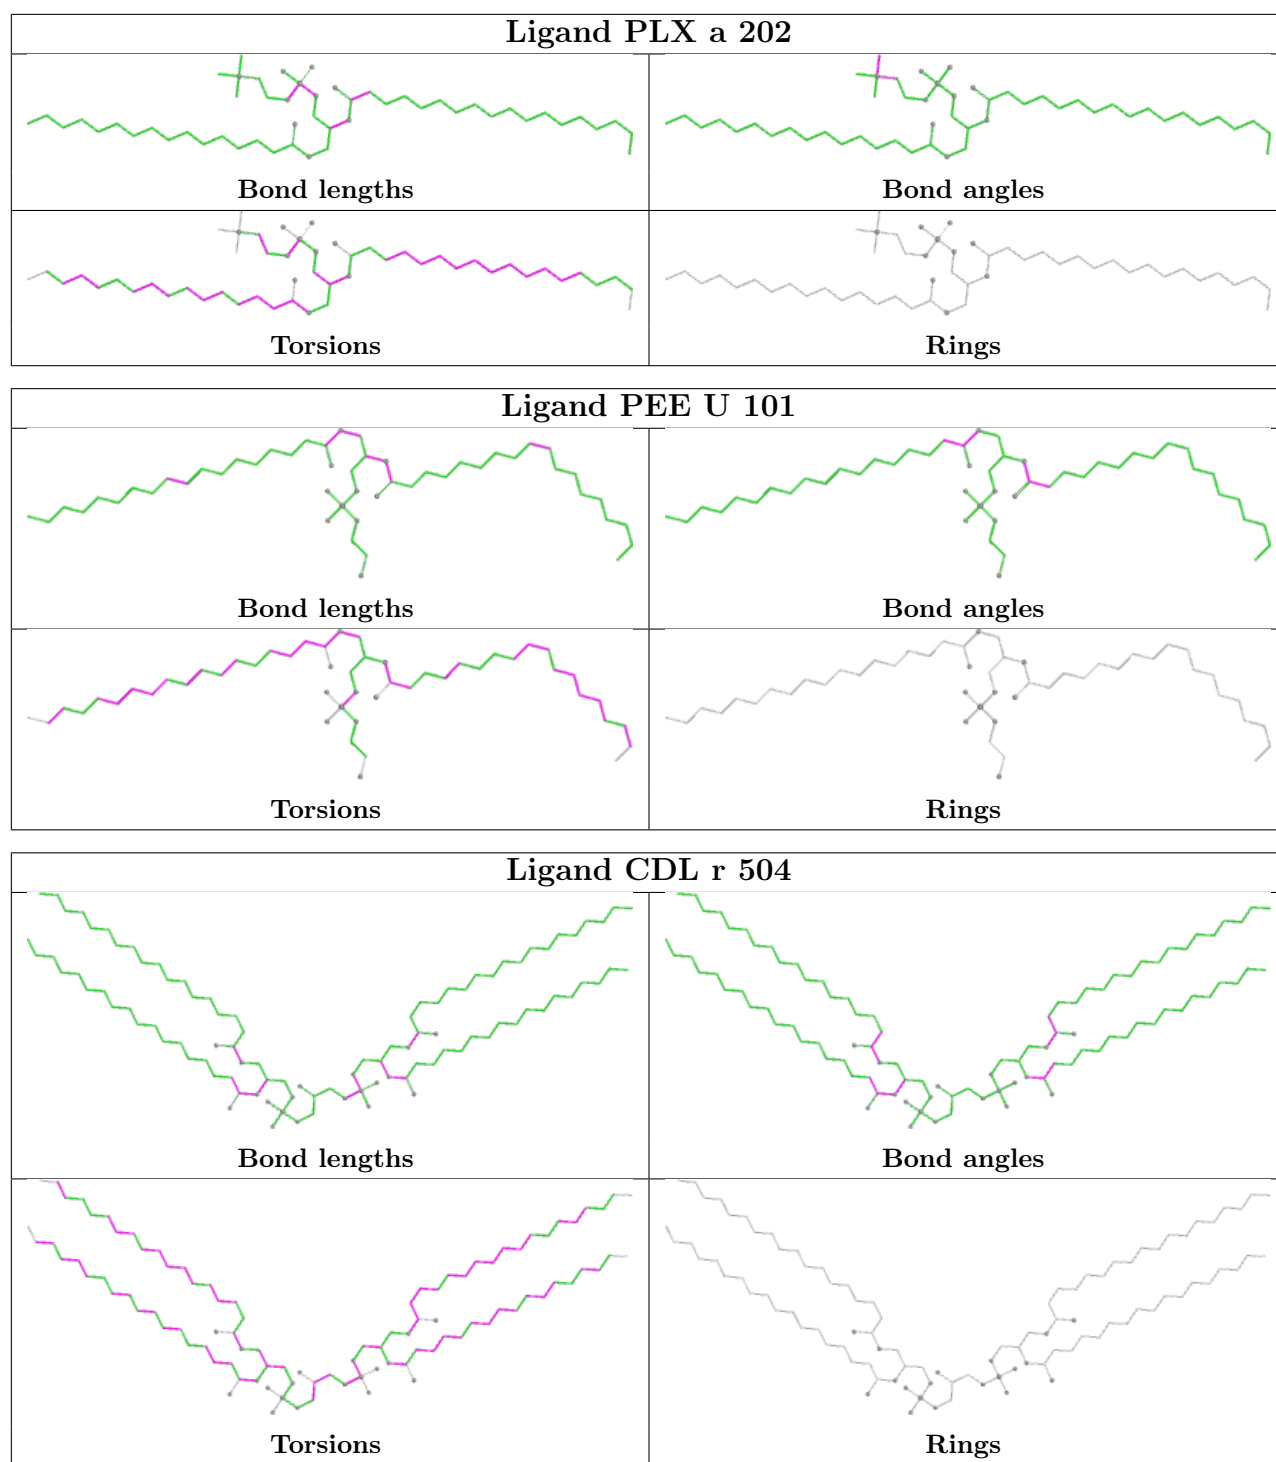 Ligand PLX a 202
Bond lengths
Bond angles
Torsions
Rings
Ligand PEE U 101
Bond lengths
Bond angles
Torsions
Rings
Ligand CDL r 504
Bond lengths
Bond angles
Torsions
Rings